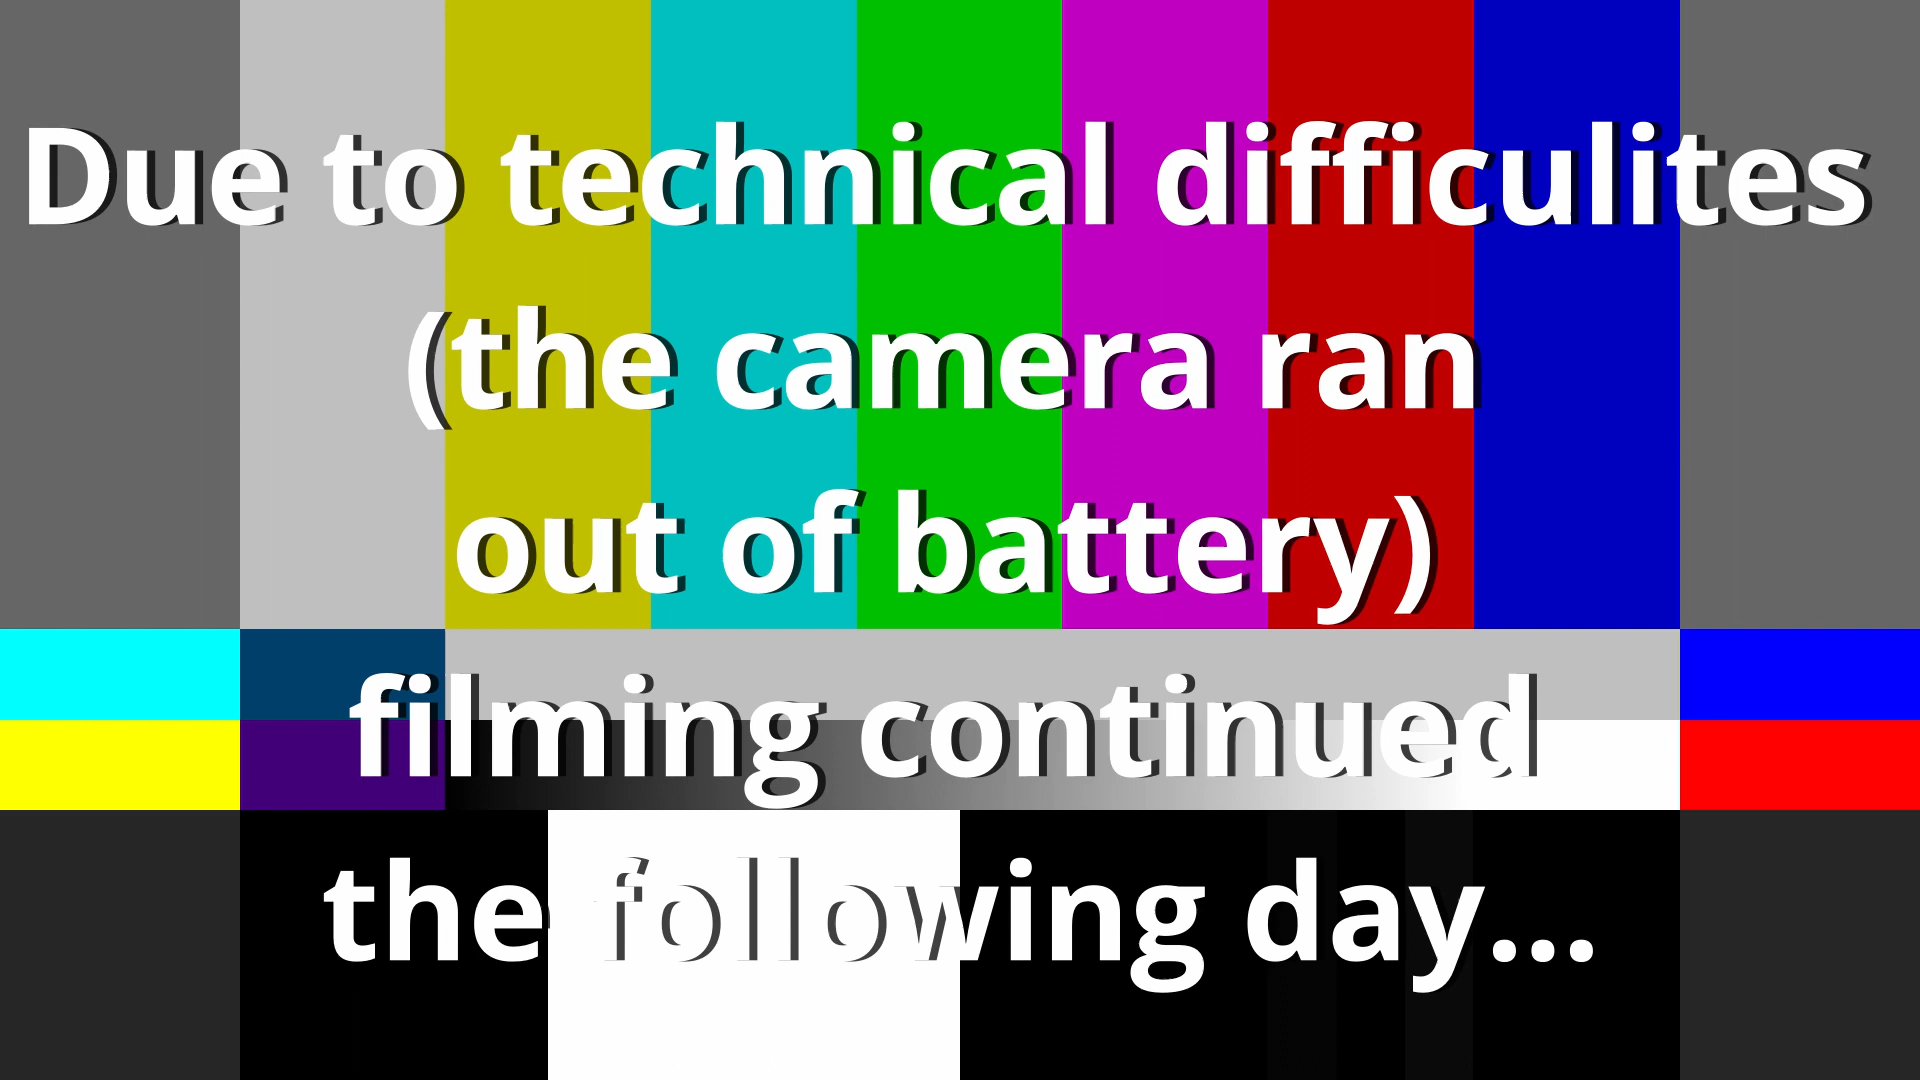 Due to technical difficulites
(the camera ran
out of battery)
filming continued
the following day...